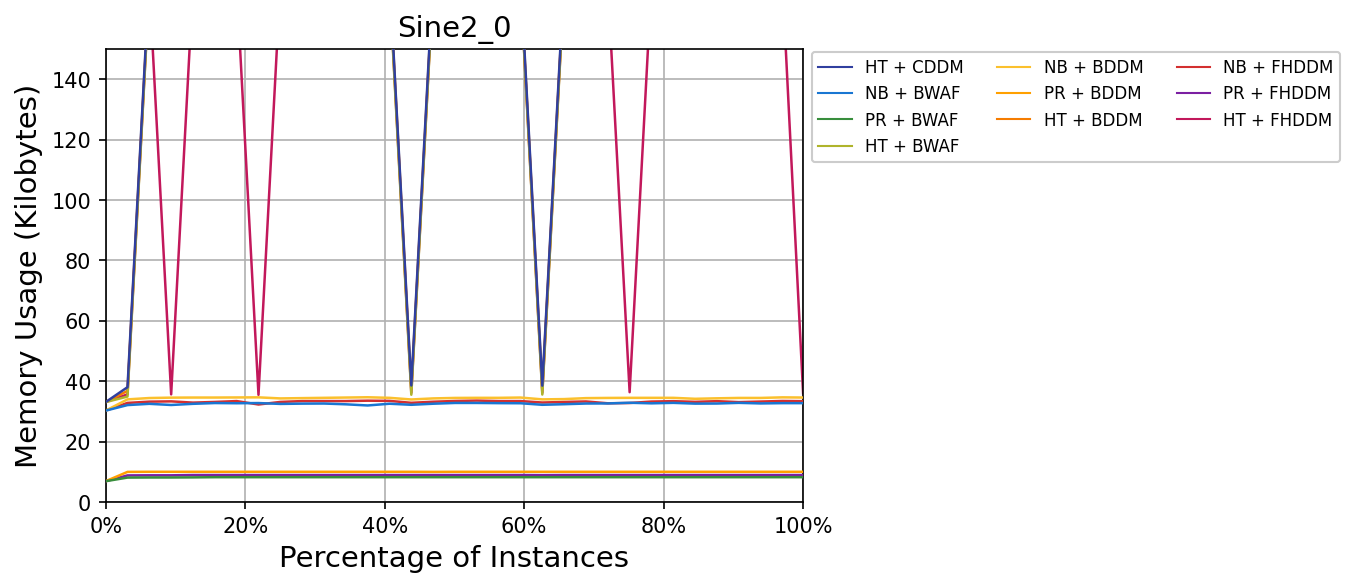 Sine2_0
Memory Usage (Kilobytes)
140
120
100
80
60
40
20
0
0% 20% 40% 60% 80% 100%
Percentage of Instances
HT + CDDM NB + BDDM NB + FHDDM
NB + BWAF PR + BDDM PR + FHDDM
PR + BWAF HT + BDDM HT + FHDDM
HT + BWAF